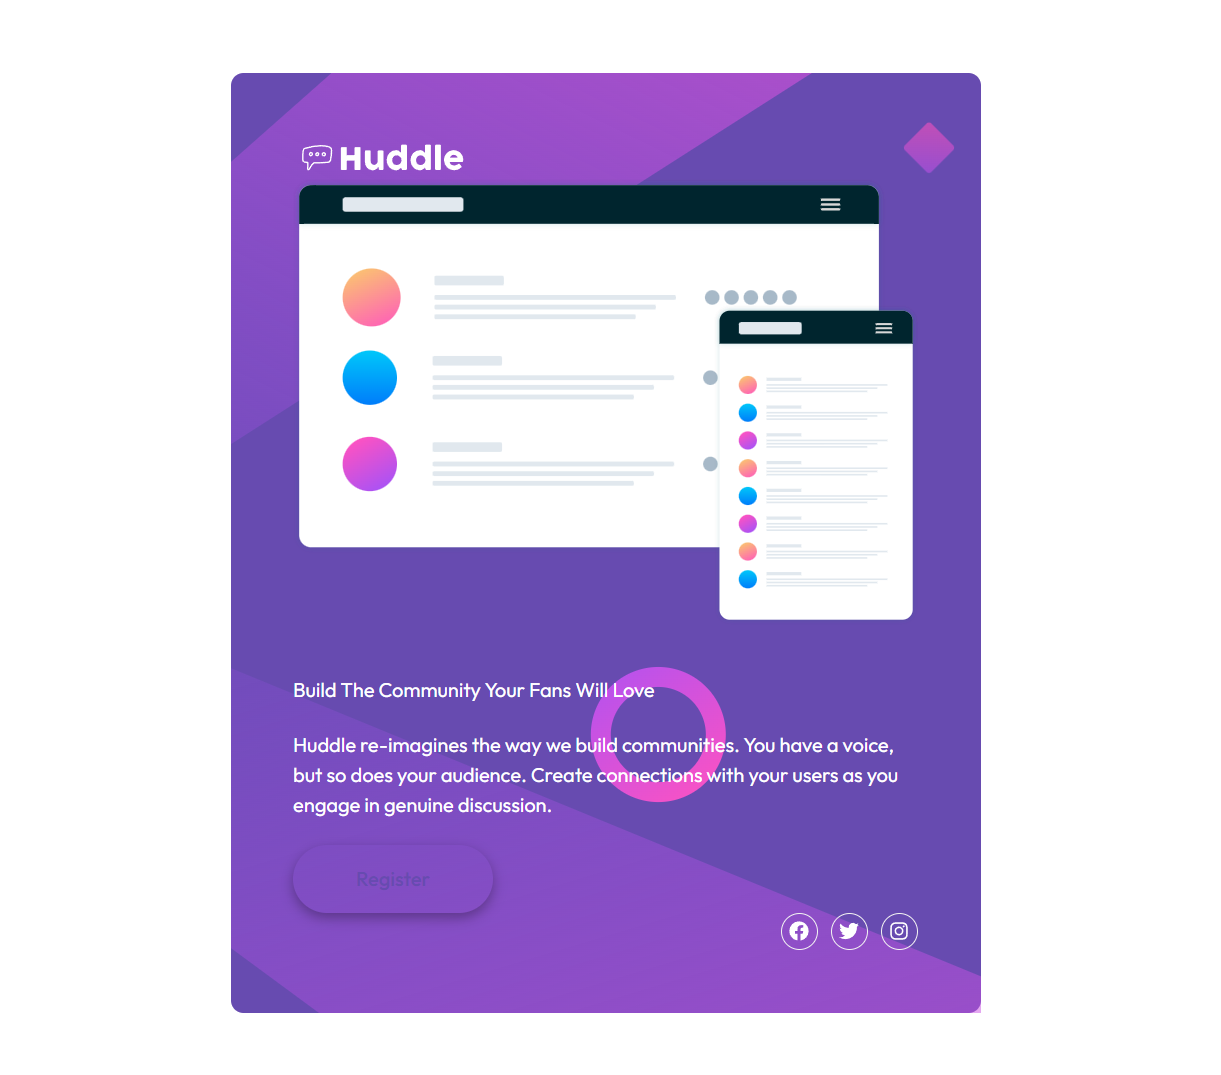 Huddle
Build The Community Your Fans Will Love
Huddle re-imagines the way we build communities. You have a voice,
but so does your audience. Create connections with your users as you
engage in genuine discussion.
Register